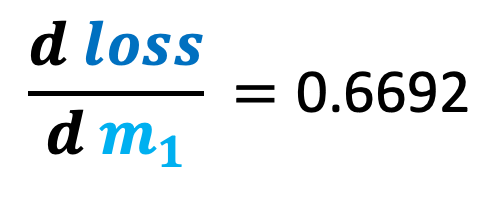 d loss
= 0.6692
d m₁